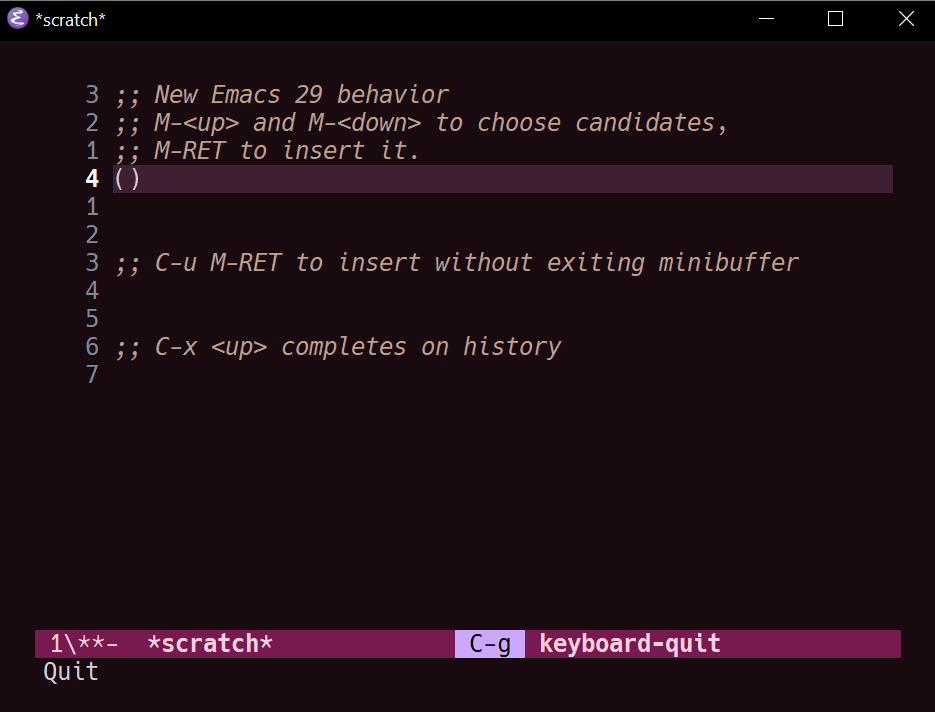 *scratch*
3 ;; New Emacs 29 behavior
2 ;; M-<up> and M-<down> to choose candidates,
1 ;; M-RET to insert it.
4 ()
1
2
3 ;; C-u M-RET to insert without exiting minibuffer
4
5
6 ;; C-x <up> completes on history
7
1\**- *scratch* C-g keyboard-quit
Quit